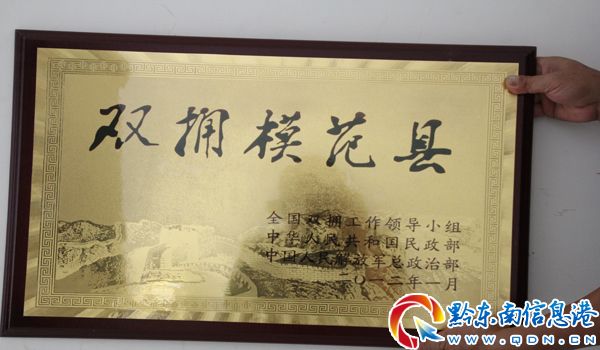 双拥模范县
全国双拥工作领导小组
中华人民共和国民政部
中国人民解放军总政治部
二〇一二年一月
黔东南信息港
WWW.QDN.CN